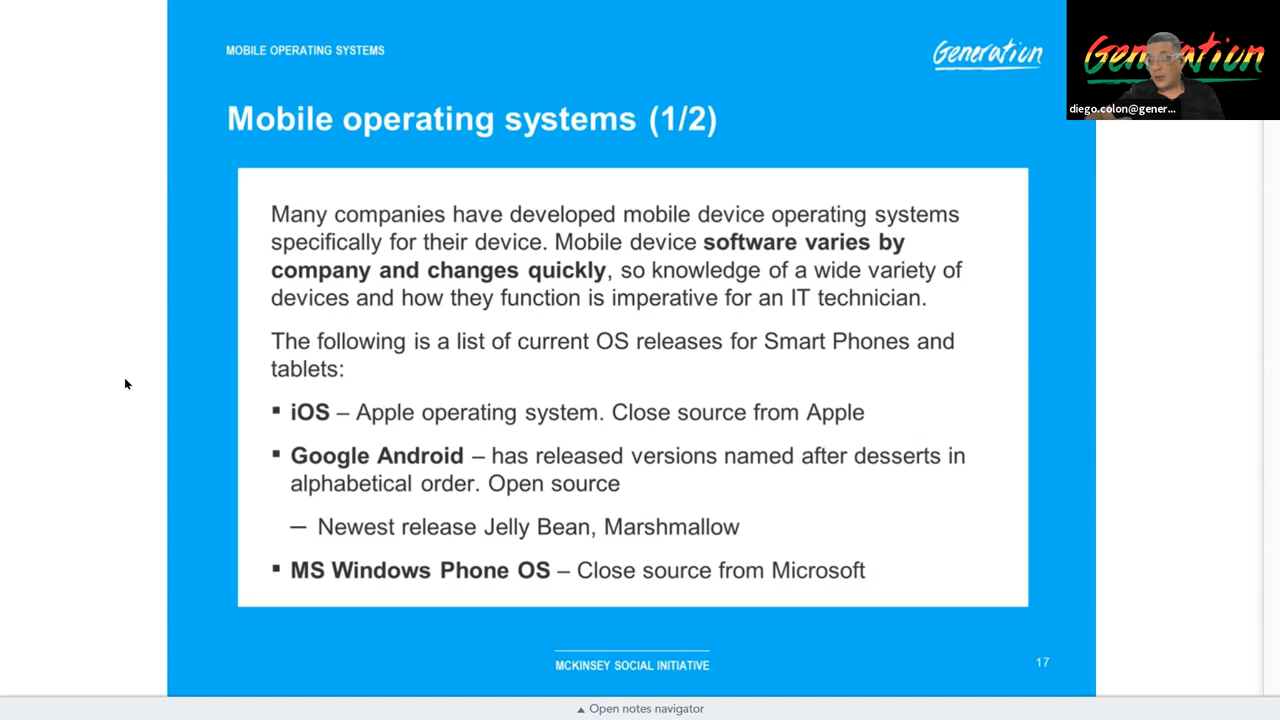 MOBILE OPERATING SYSTEMS
Generation
Generation
diego.colon@gener...
Mobile operating systems (1/2)
Many companies have developed mobile device operating systems
specifically for their device. Mobile device software varies by
company and changes quickly, so knowledge of a wide variety of
devices and how they function is imperative for an IT technician.
The following is a list of current OS releases for Smart Phones and
tablets:
▪ iOS – Apple operating system. Close source from Apple
▪ Google Android – has released versions named after desserts in
alphabetical order. Open source
– Newest release Jelly Bean, Marshmallow
▪ MS Windows Phone OS – Close source from Microsoft
MCKINSEY SOCIAL INITIATIVE
17
▲ Open notes navigator